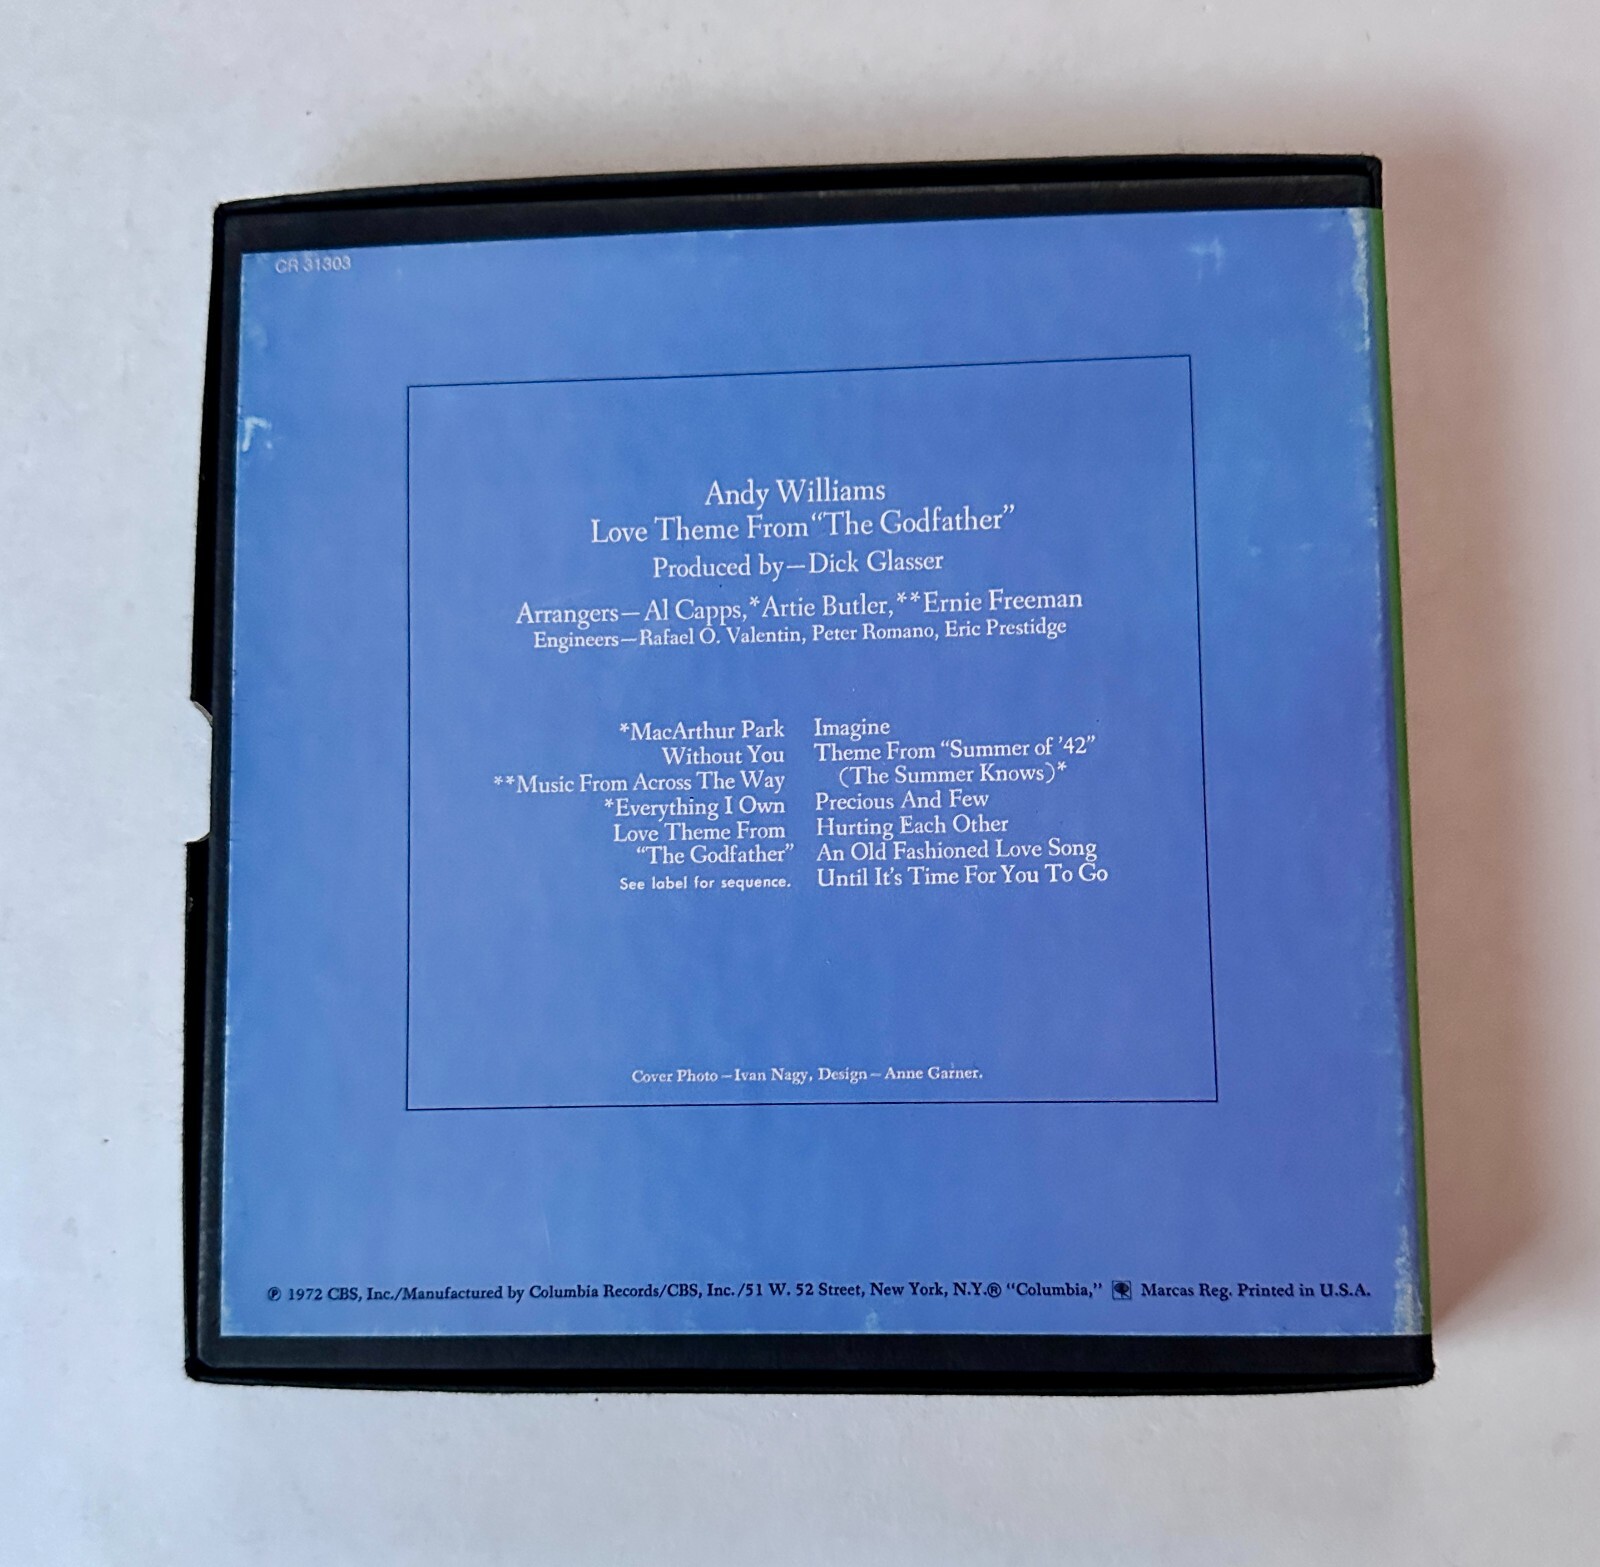 CR 31303
Andy Williams
Love Theme From “The Godfather”
Produced by—Dick Glasser
Arrangers—Al Capps,*Artie Butler,**Ernie Freeman
Engineers—Rafael O. Valentin, Peter Romano, Eric Prestidge
*MacArthur Park
Without You
**Music From Across The Way
*Everything I Own
Love Theme From
“The Godfather”
See label for sequence.
Imagine
Theme From “Summer of ’42”
(The Summer Knows)*
Precious And Few
Hurting Each Other
An Old Fashioned Love Song
Until It’s Time For You To Go
Cover Photo—Ivan Nagy, Design—Anne Garner.
℗ 1972 CBS, Inc./Manufactured by Columbia Records/CBS, Inc./51 W. 52 Street, New York, N.Y.® “Columbia,” Marcas Reg. Printed in U.S.A.